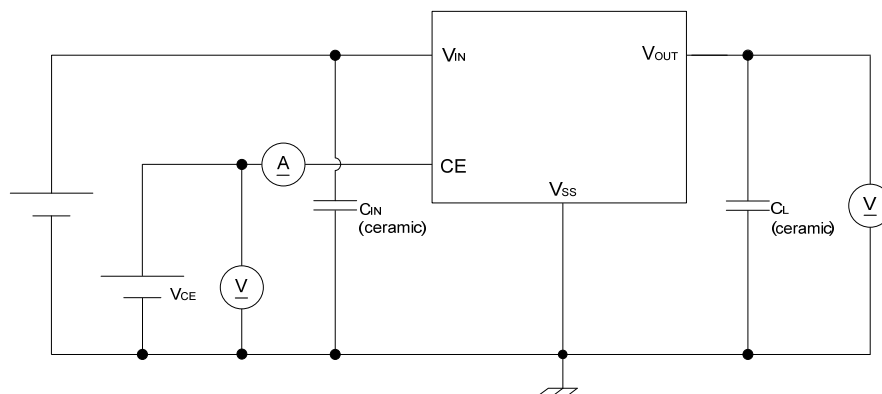 VIN
VOUT
A
CE
VSS
CIN
(ceramic)
CL
(ceramic)
V
V
VCE